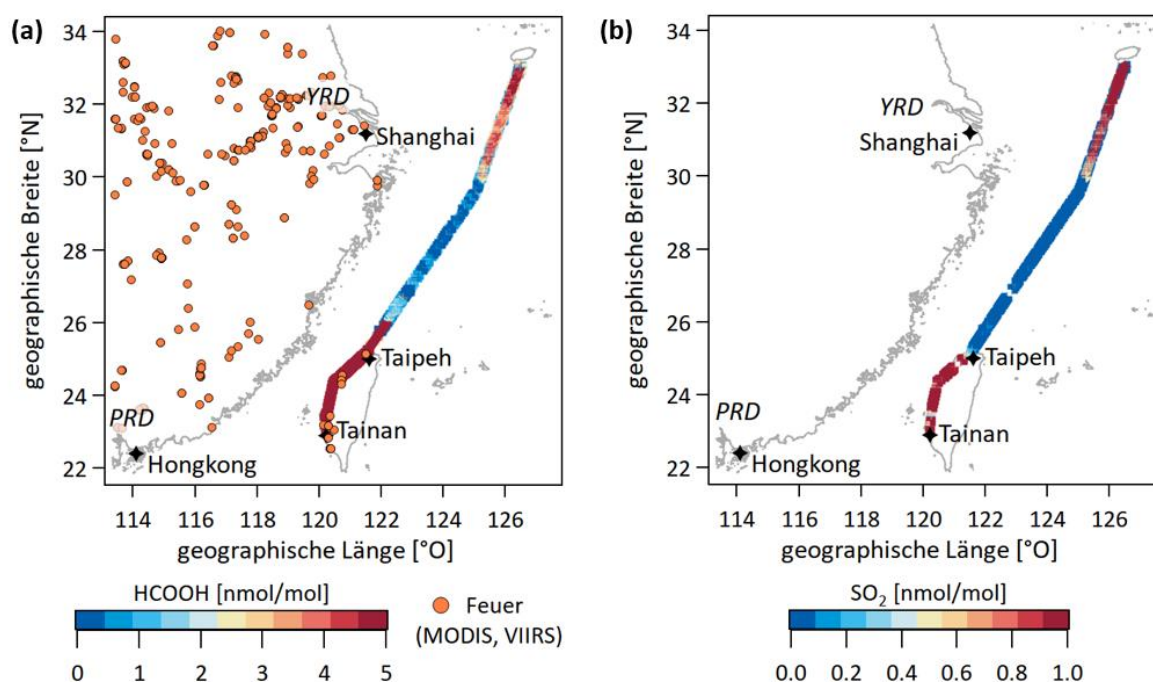 (a)
geographische Breite [°N]
34
32
30
28
26
24
22
YRD
Shanghai
Taipeh
Tainan
PRD
Hongkong
114 116 118 120 122 124 126
geographische Länge [°O]
HCOOH [nmol/mol]
0 1 2 3 4 5
Feuer
(MODIS, VIIRS)
(b)
geographische Breite [°N]
34
32
30
28
26
24
22
YRD
Shanghai
Taipeh
Tainan
PRD
Hongkong
114 116 118 120 122 124 126
geographische Länge [°O]
SO₂ [nmol/mol]
0.0 0.2 0.4 0.6 0.8 1.0